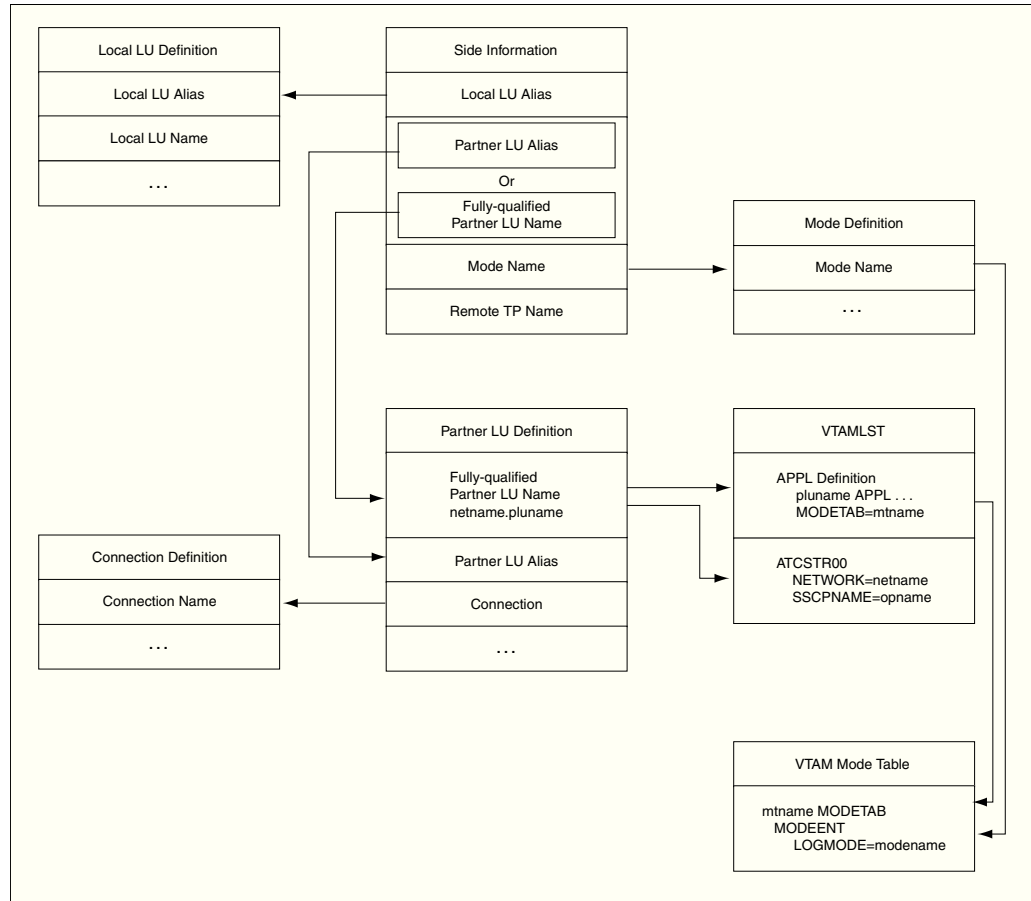 Local LU Definition
Local LU Alias
Local LU Name
...
Side Information
Local LU Alias
Partner LU Alias
Or
Fully-qualified
Partner LU Name
Mode Name
Remote TP Name
Mode Definition
Mode Name
...
Partner LU Definition
Fully-qualified
Partner LU Name
netname.pluname
Partner LU Alias
Connection
...
VTAMLST
APPL Definition
pluname APPL . . .
MODETAB=mtname
ATCSTR00
NETWORK=netname
SSCPNAME=opname
Connection Definition
Connection Name
...
VTAM Mode Table
mtname MODETAB
MODEENT
LOGMODE=modename